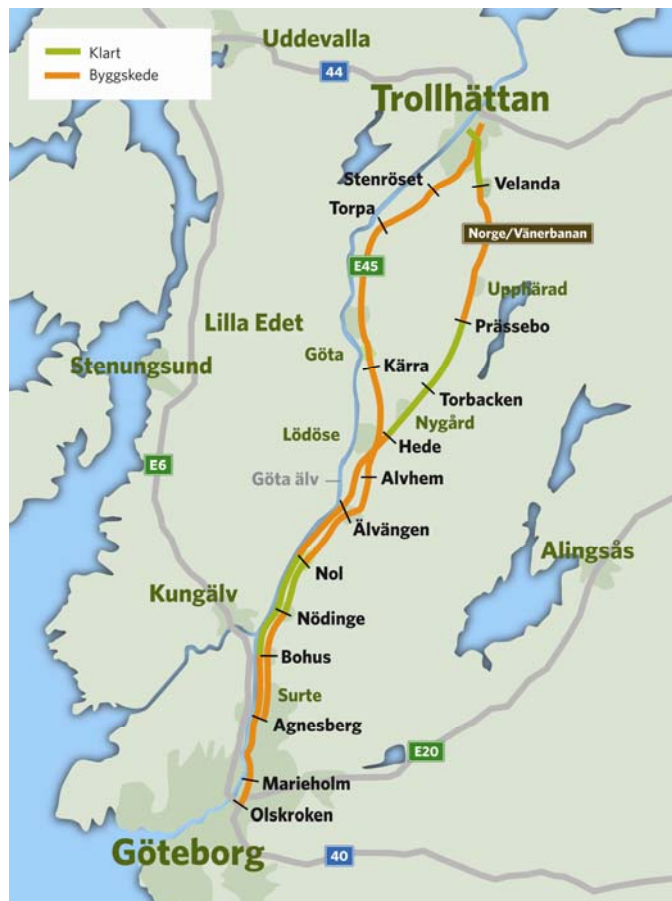 Klart
Byggskede
Uddevalla
44
Trollhättan
Stenröset
Velanda
Torpa
Norge/Vänerbanan
E45
Upphärad
Lilla Edet
Prässebo
Göta
Stenungsund
Kärra
Torbacken
Nygård
Lödöse
Hede
E6
Göta älv
Alvhem
Älvängen
Alingsås
Nol
Kungälv
Nödinge
Bohus
Surte
Agnesberg
E20
Marieholm
Olskroken
Göteborg
40